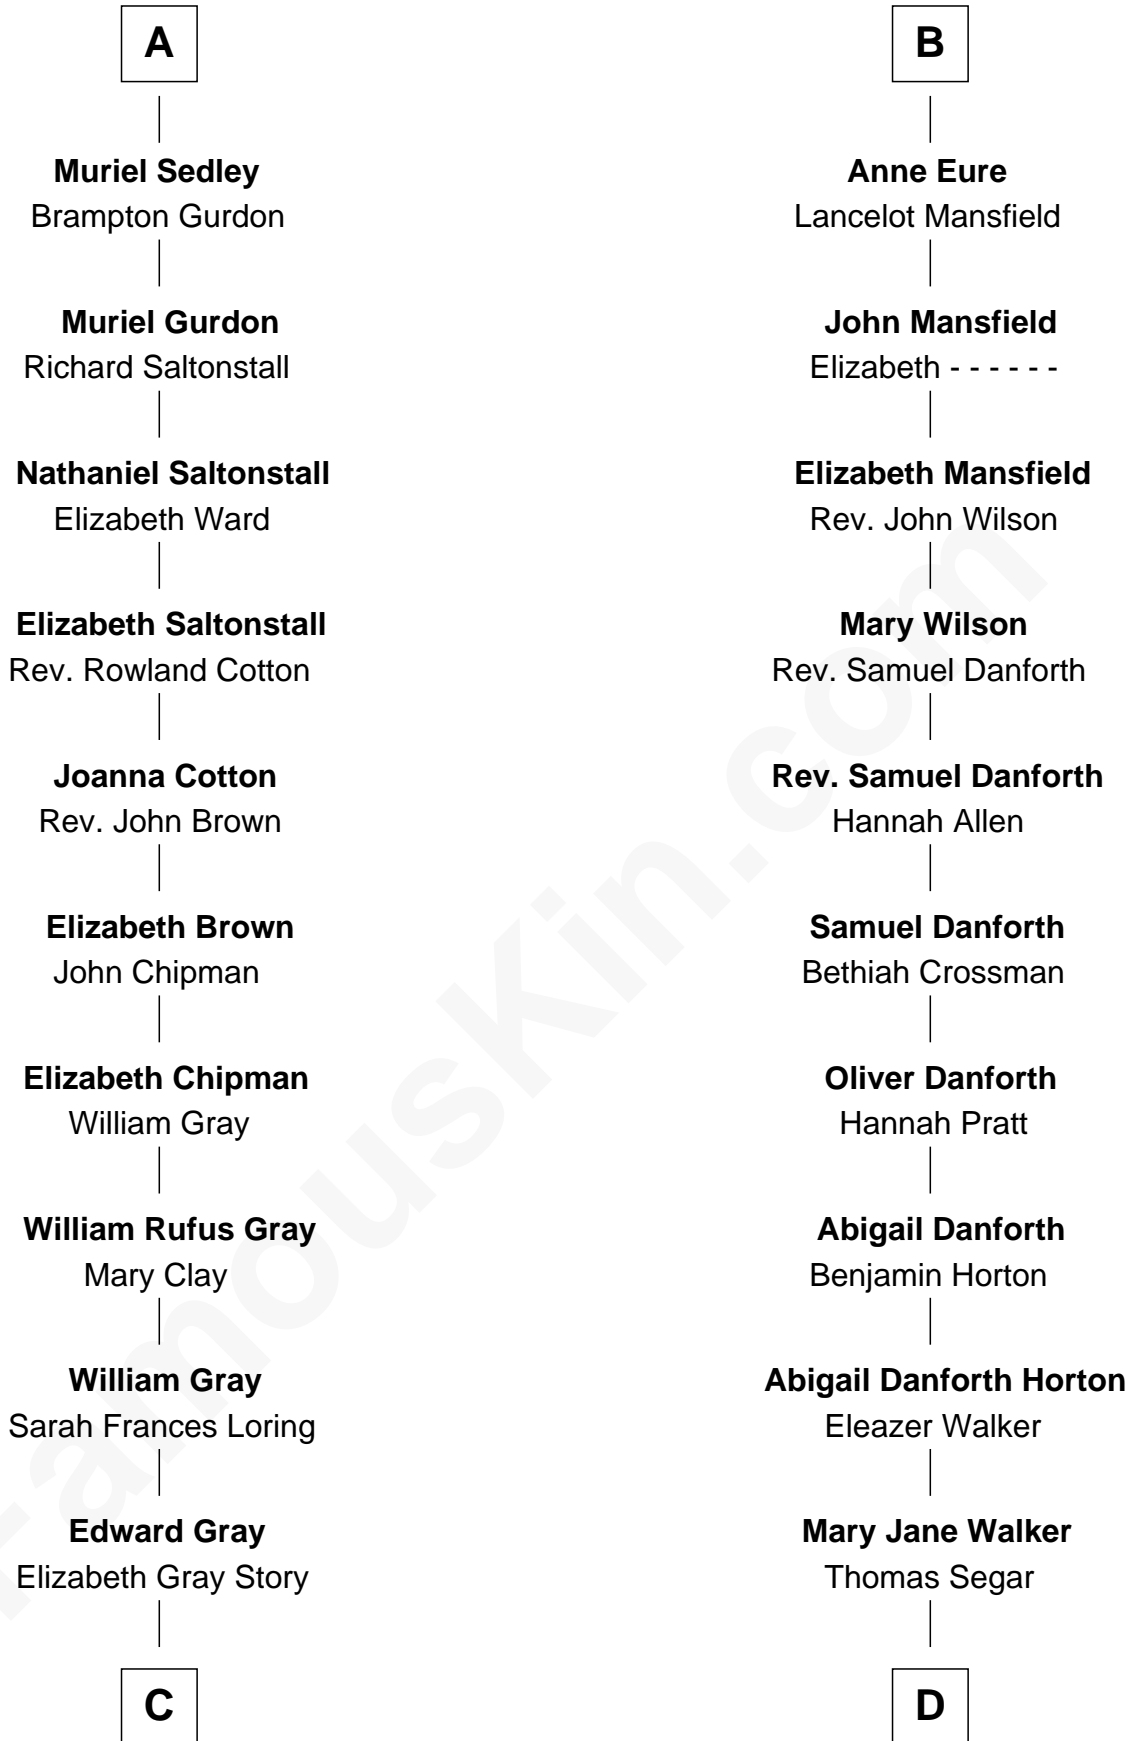 A
Muriel Sedley
Brampton Gurdon
Muriel Gurdon
Richard Saltonstall
Nathaniel Saltonstall
Elizabeth Ward
Elizabeth Saltonstall
Rev. Rowland Cotton
Joanna Cotton
Rev. John Brown
Elizabeth Brown
John Chipman
Elizabeth Chipman
William Gray
William Rufus Gray
Mary Clay
William Gray
Sarah Frances Loring
Edward Gray
Elizabeth Gray Story
C
B
Anne Eure
Lancelot Mansfield
John Mansfield
Elizabeth - - - - - -
Elizabeth Mansfield
Rev. John Wilson
Mary Wilson
Rev. Samuel Danforth
Rev. Samuel Danforth
Hannah Allen
Samuel Danforth
Bethiah Crossman
Oliver Danforth
Hannah Pratt
Abigail Danforth
Benjamin Horton
Abigail Danforth Horton
Eleazer Walker
Mary Jane Walker
Thomas Segar
D
FamousKin.com